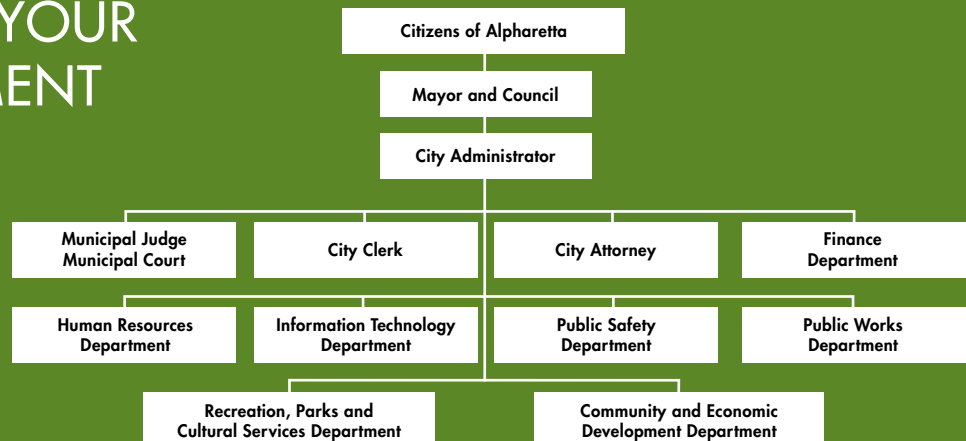 YOUR
Citizens of Alpharetta
Mayor and Council
City Administrator
Municipal Judge
Municipal Court
City Clerk
City Attorney
Finance
Department
Human Resources
Department
Information Technology
Department
Public Safety
Department
Public Works
Department
Recreation, Parks and
Cultural Services Department
Community and Economic
Development Department